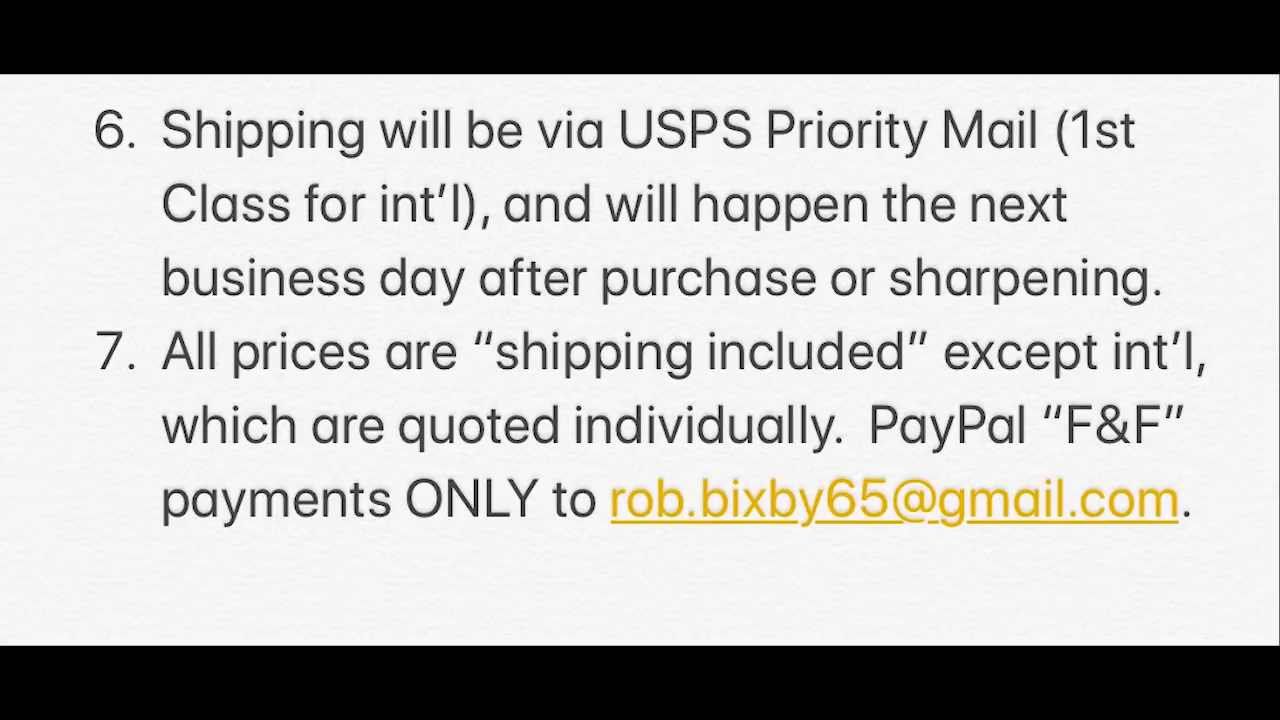 6. Shipping will be via USPS Priority Mail (1st
Class for int’l), and will happen the next
business day after purchase or sharpening.
7. All prices are “shipping included” except int’l,
which are quoted individually.  PayPal “F&F”
payments ONLY to rob.bixby65@gmail.com.